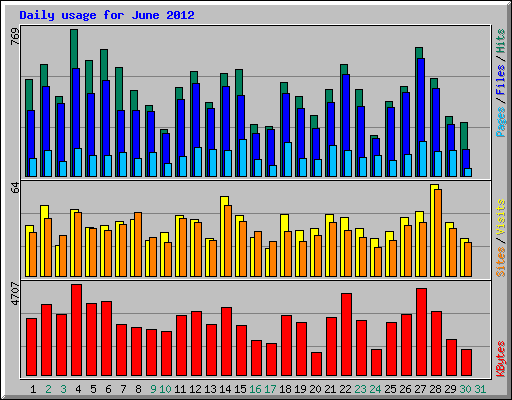 Daily usage for June 2012
769
Pages / Files / Hits
64
Sites / Visits
4707
KBytes
1 2 3 4 5 6 7 8 9 10 11 12 13 14 15 16 17 18 19 20 21 22 23 24 25 26 27 28 29 30 31